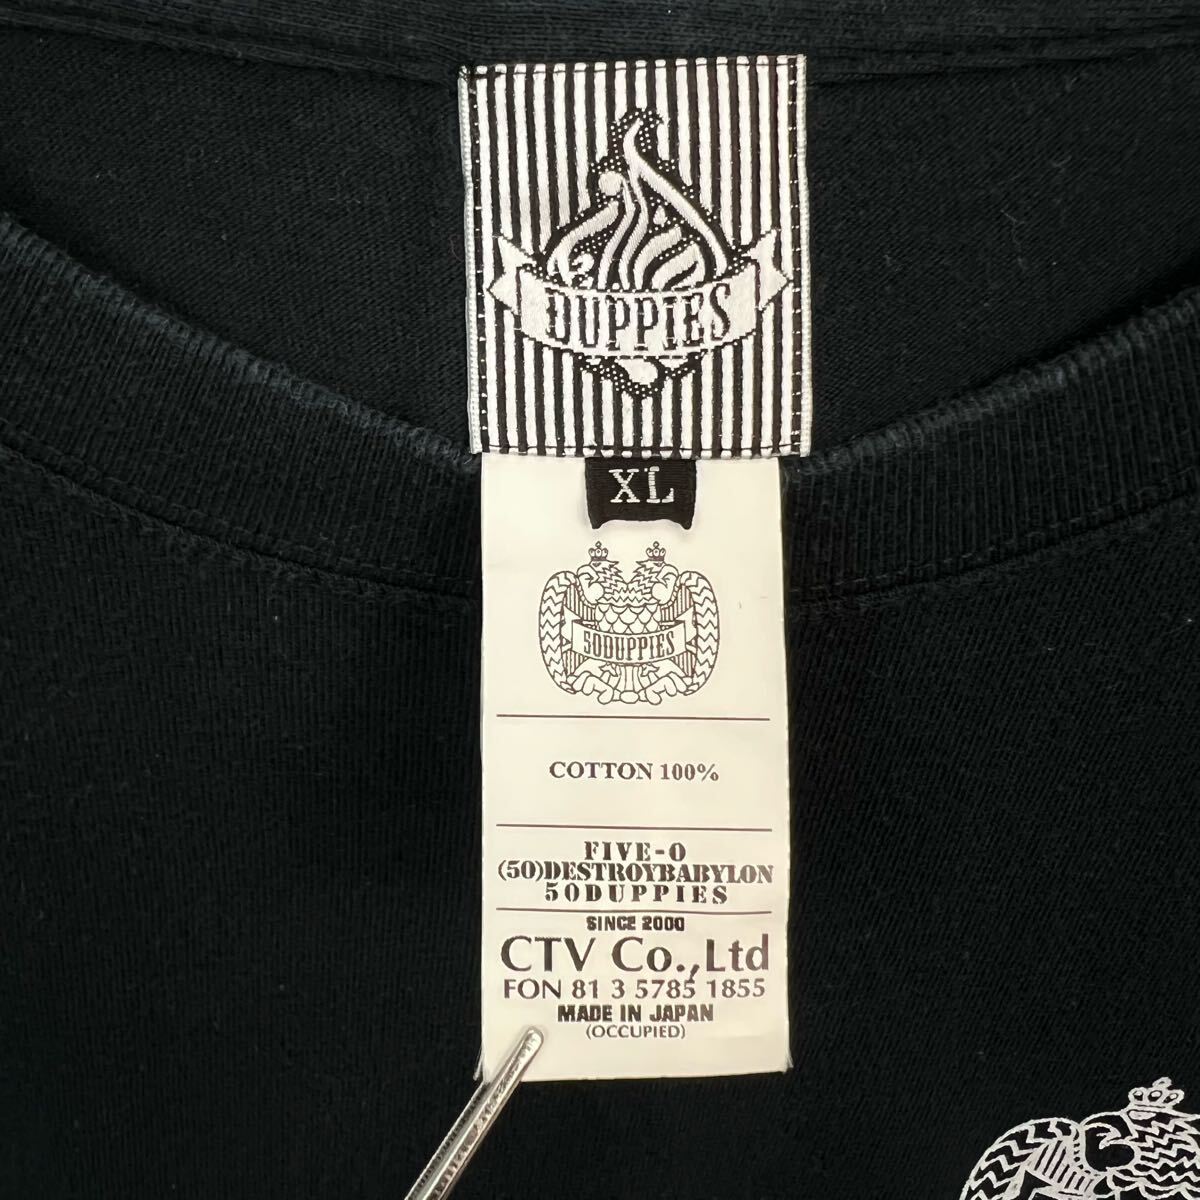 DUPPIES
XL
50DUPPIES
COTTON 100%
FIVE-O
(50)DESTROYBABYLON
50DUPPIES
SINCE 2000
CTV Co.,Ltd
FON 81 3 5785 1855
MADE IN JAPAN
(OCCUPIED)